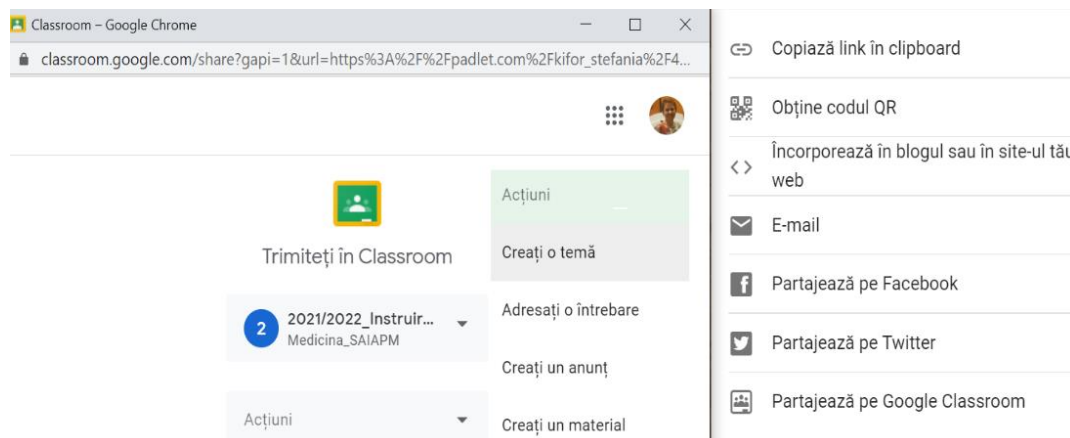 Classroom – Google Chrome
classroom.google.com/share?gapi=1&url=https%3A%2F%2Fpadlet.com%2Fkifor_stefania%2F4...
Trimiteți în Classroom
2
2021/2022_Instruir...
Medicina_SAIAPM
Acțiuni
Acțiuni
Creați o temă
Adresați o întrebare
Creați un anunț
Creați un material
Copiază link în clipboard
Obține codul QR
Încorporează în blogul sau în site-ul tău
web
E-mail
Partajează pe Facebook
Partajează pe Twitter
Partajează pe Google Classroom